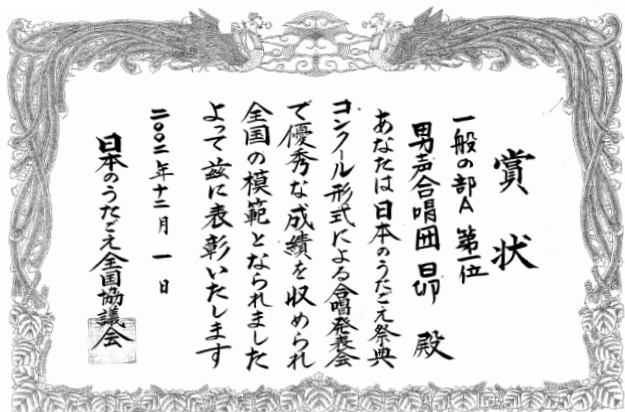 賞状
一般の部A 第一位
男声合唱団 昴 殿
あなたは日本のうたごえ祭典
コンクール形式による合唱発表会
で優秀な成績を収められ
全国の模範となられました
よって茲に表彰いたします
二〇〇二年十二月一日
日本のうたごえ全国協議会